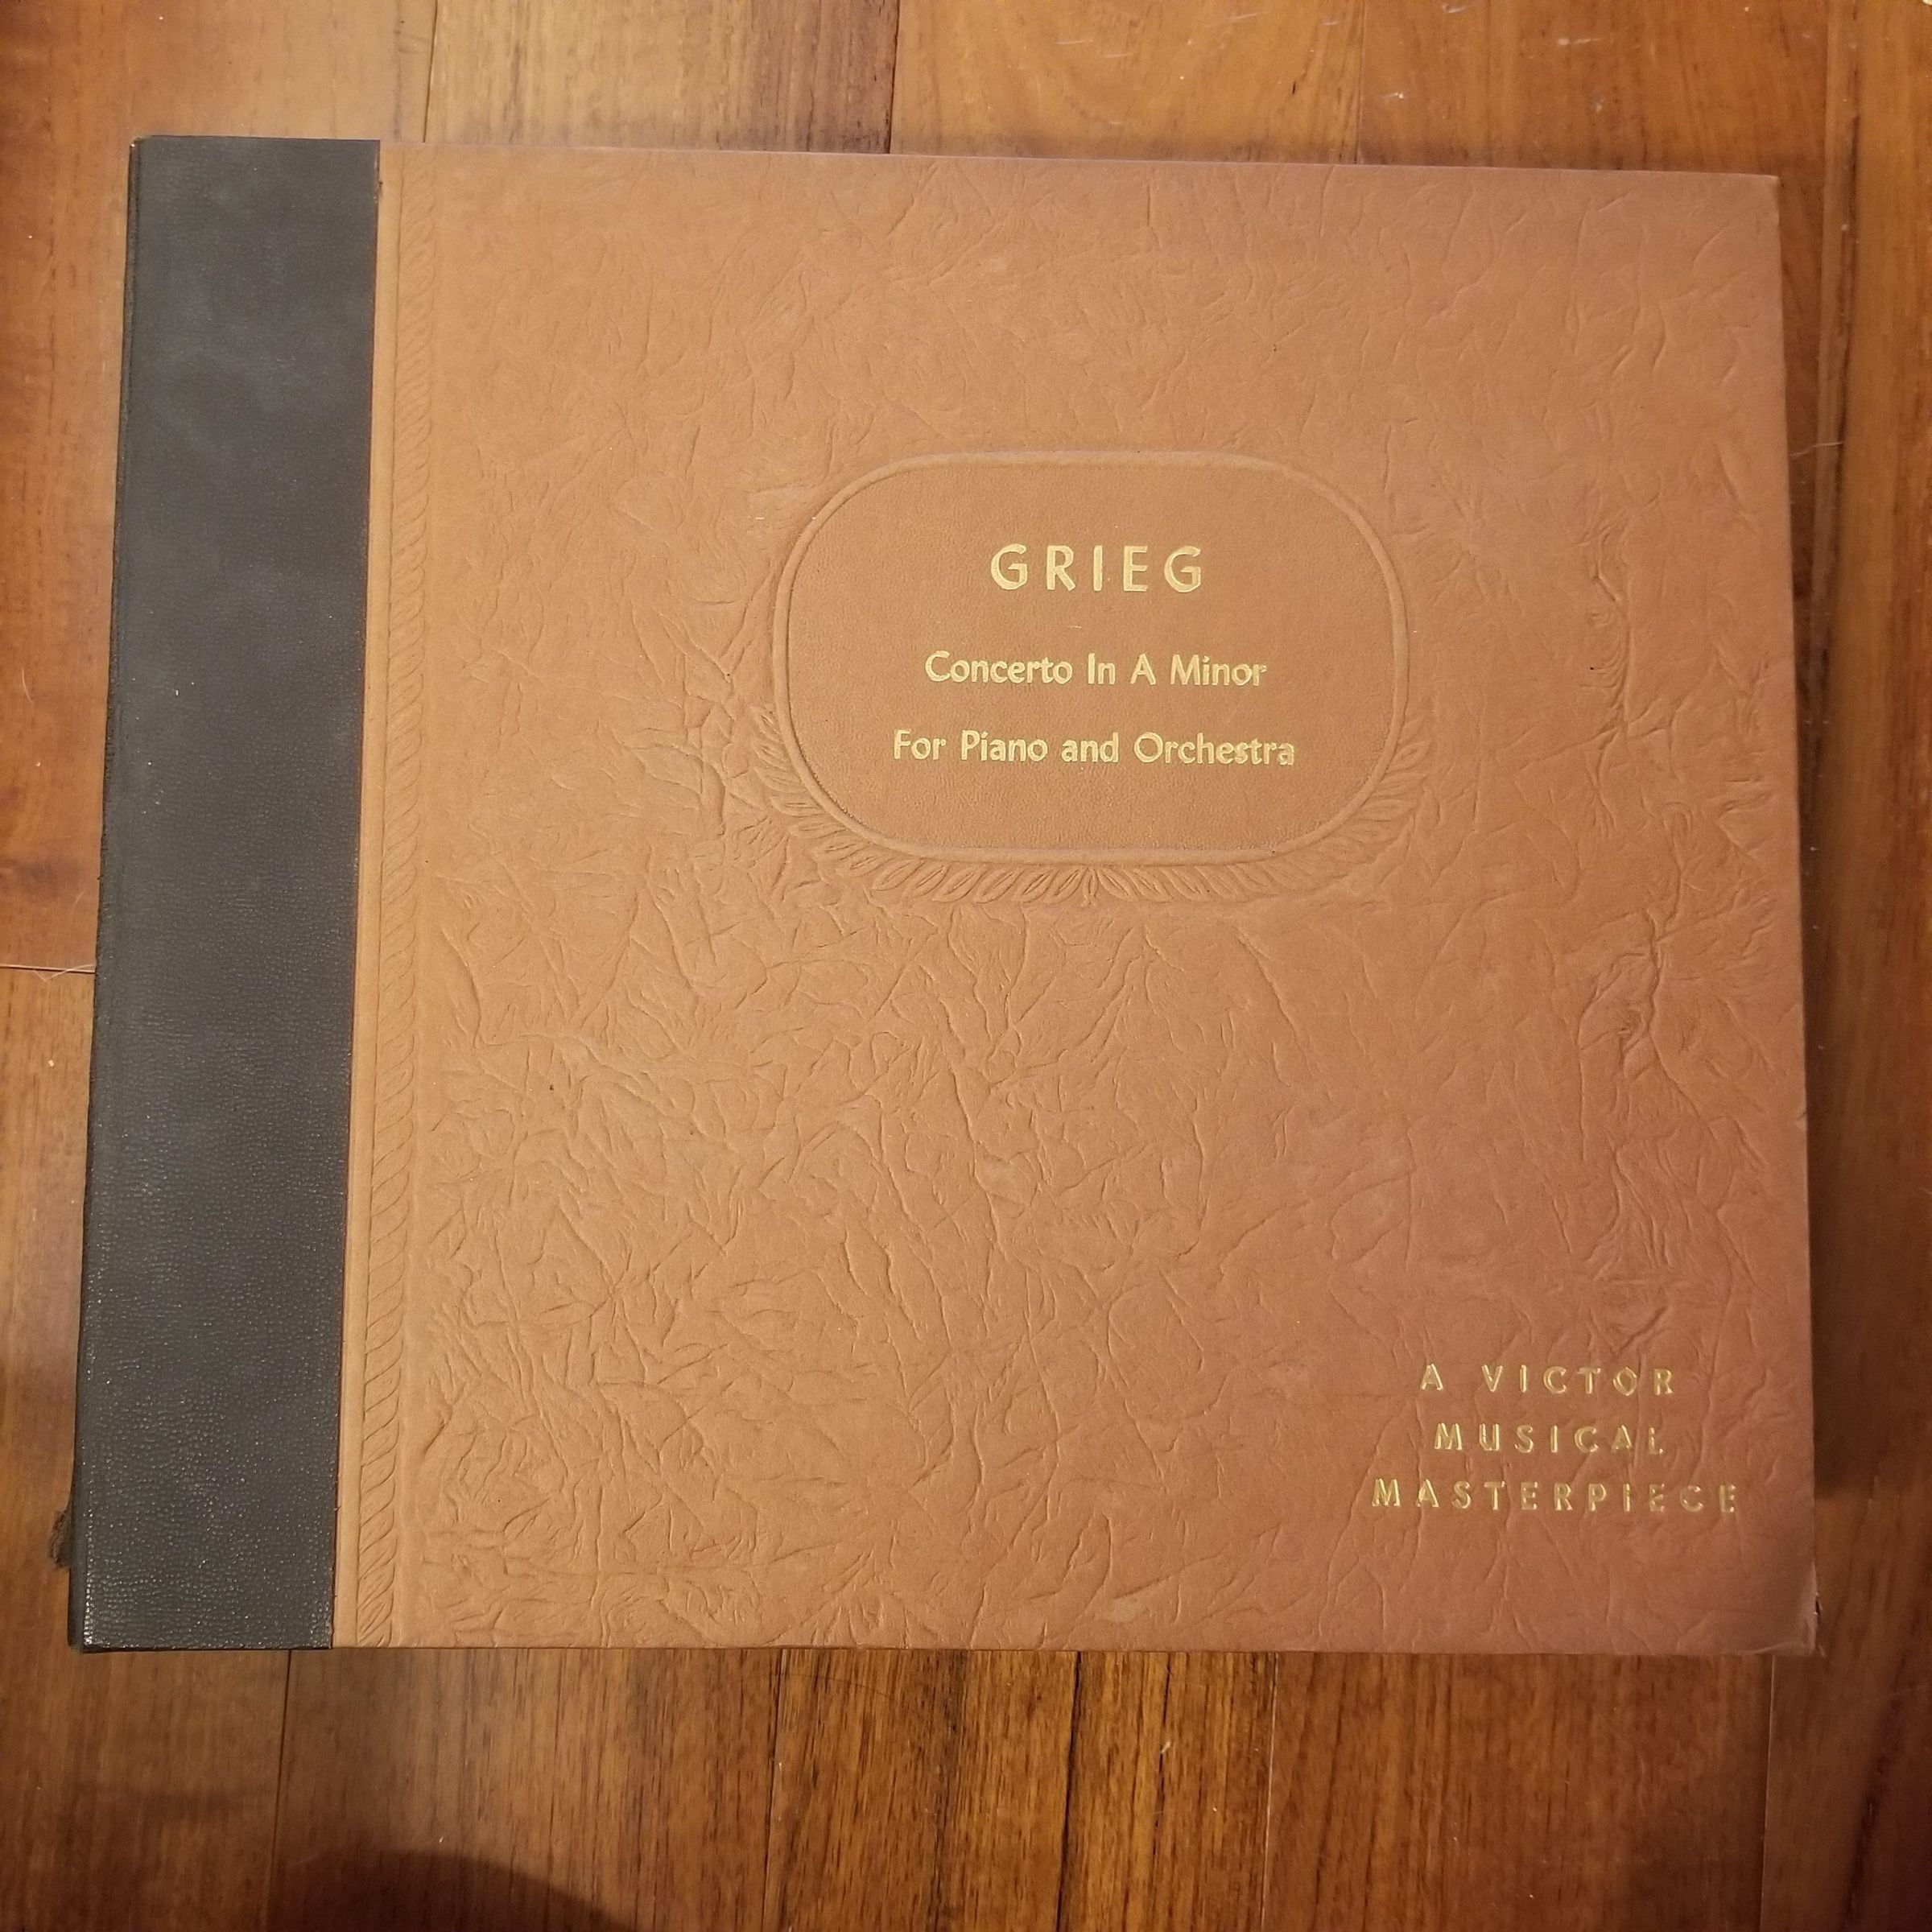 GRIEG
Concerto In A Minor
For Piano and Orchestra
A VICTOR
MUSICAL
MASTERPIECE